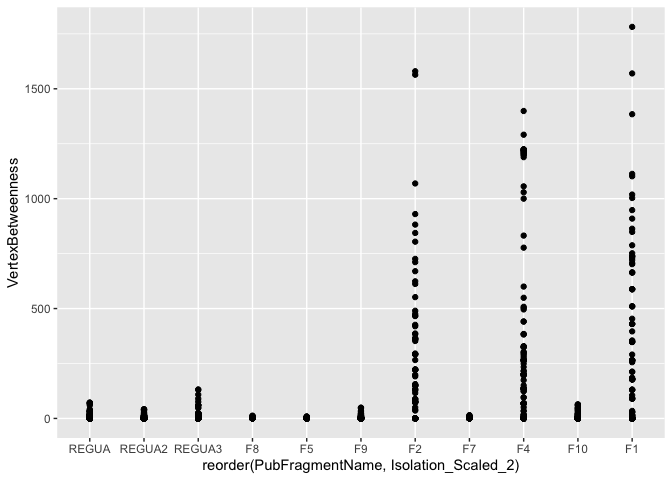 VertexBetweenness
1500
1000
500
0
REGUA REGUA2 REGUA3 F8 F5 F9 F2 F7 F4 F10 F1
reorder(PubFragmentName, Isolation_Scaled_2)